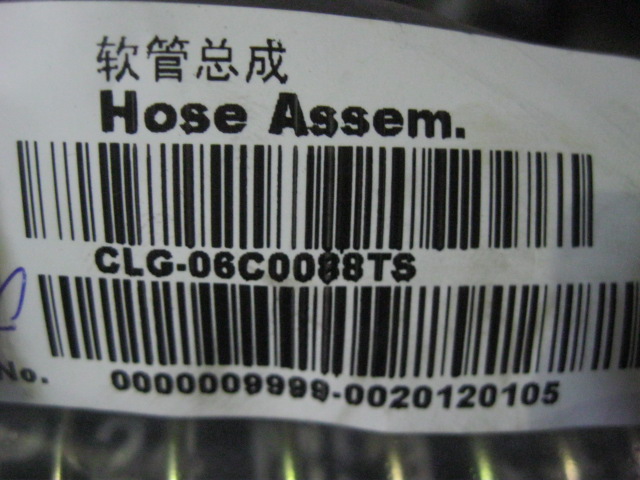 软管总成
Hose Assem.
CLG-06C0088TS
No.
0000009999-0020120105